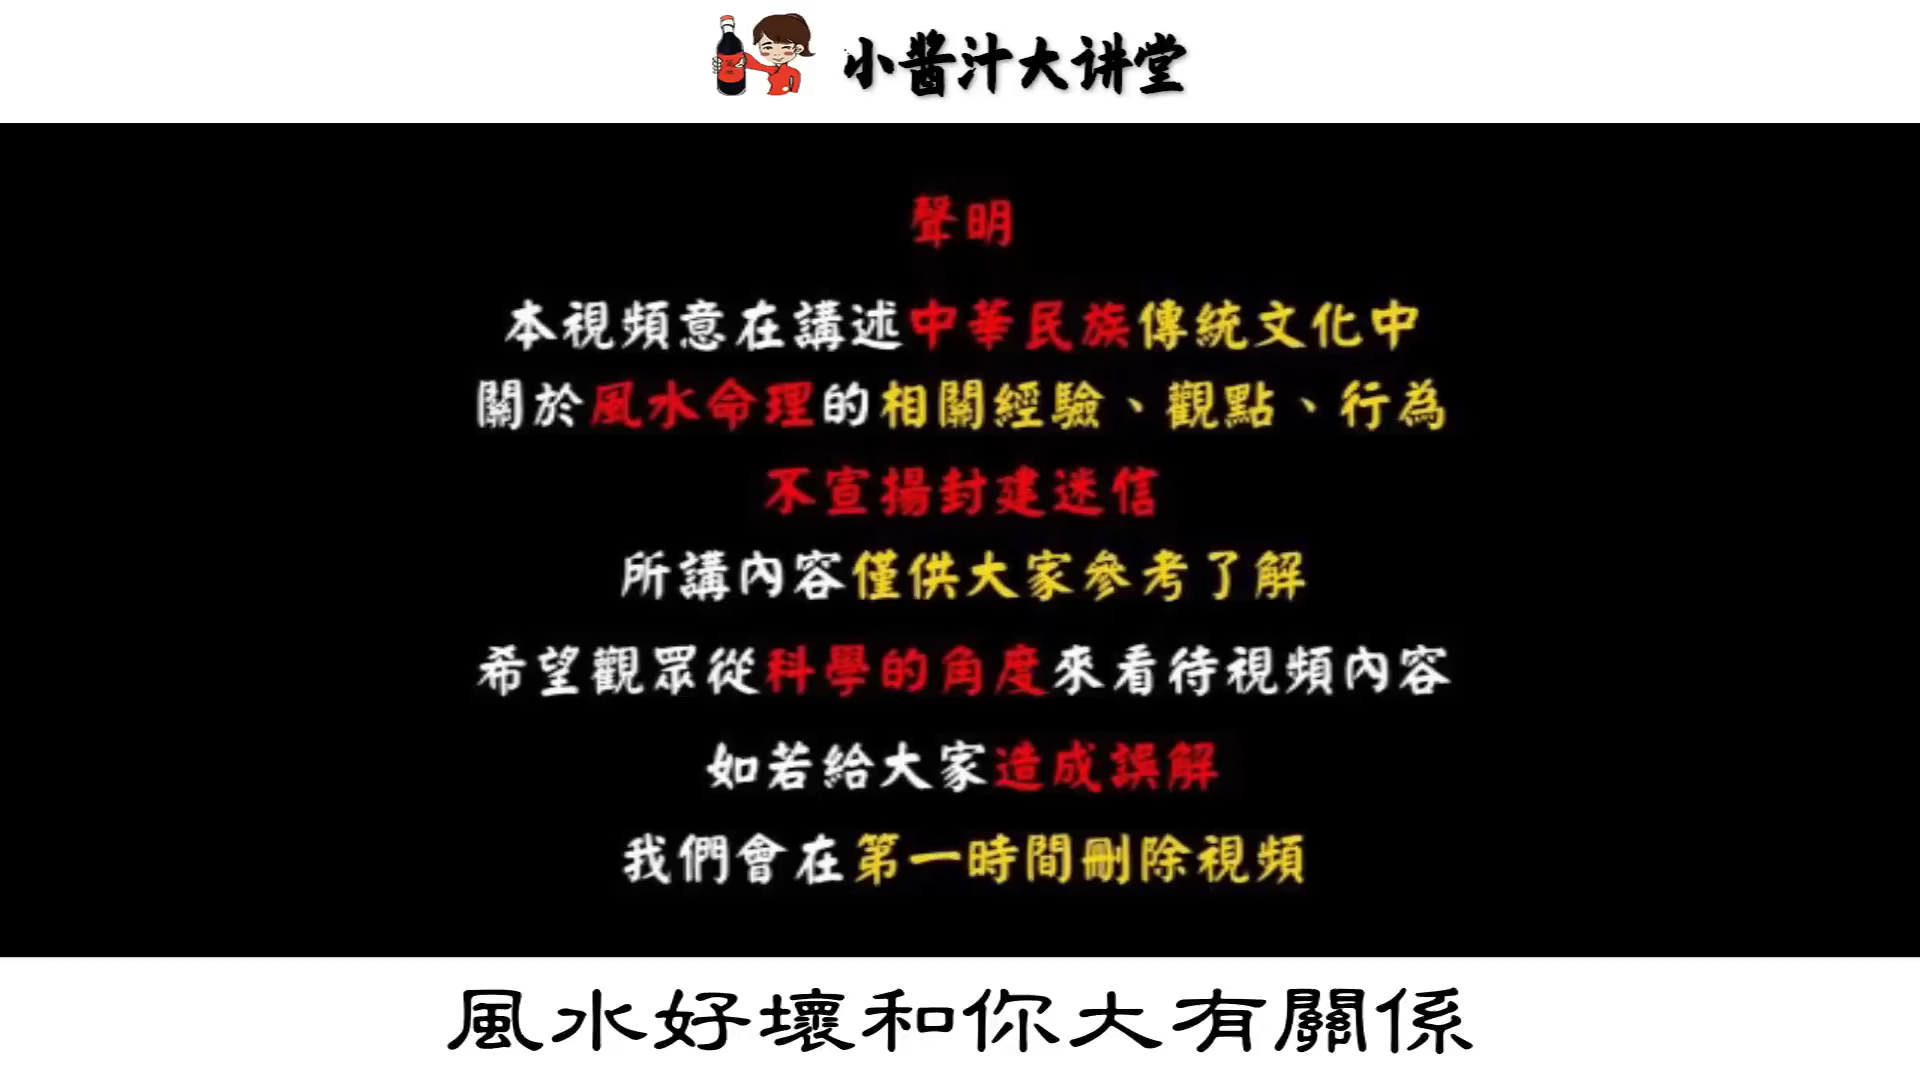 小酱汁大讲堂
聲明
本視頻意在講述中華民族傳統文化中
關於風水命理的相關經驗、觀點、行為
不宣揚封建迷信
所講內容僅供大家參考了解
希望觀眾從科學的角度來看待視頻內容
如若給大家造成誤解
我們會在第一時間刪除視頻
風水好壞和你大有關係